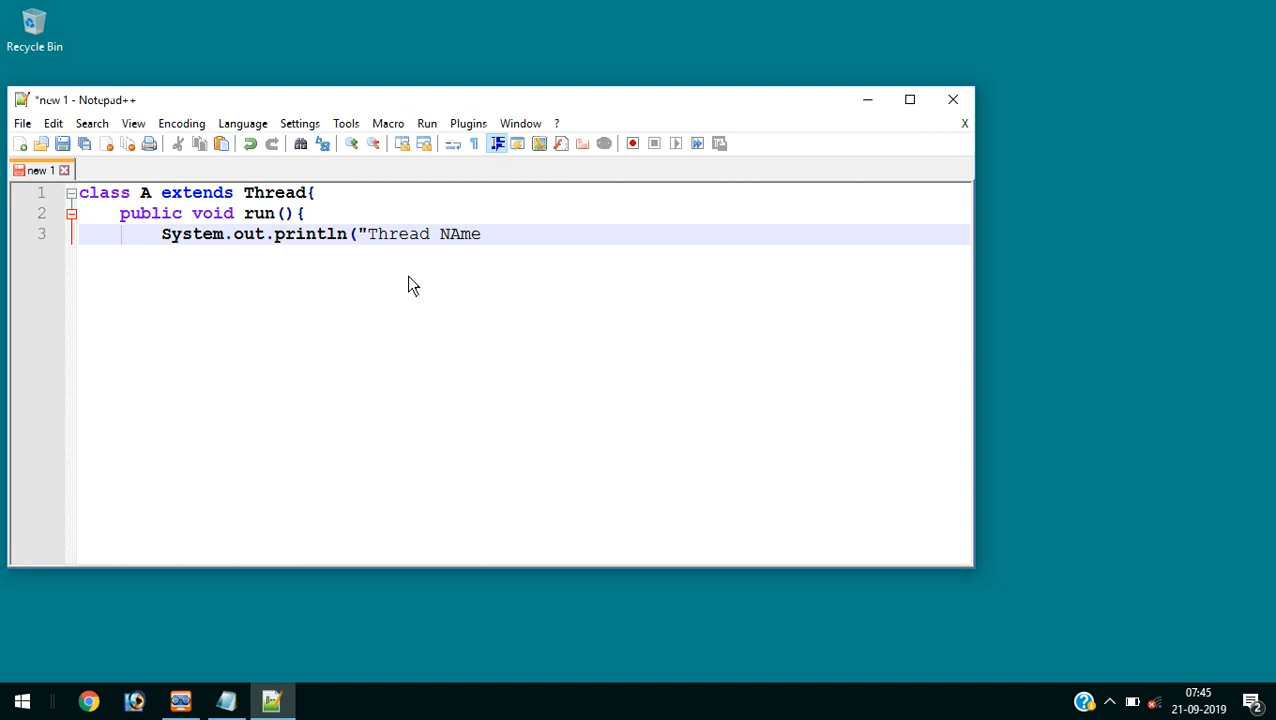 Recycle Bin
*new 1 - Notepad++
File Edit Search View Encoding Language Settings Tools Macro Run Plugins Window ? X
new 1
1 class A extends Thread{
2 public void run(){
3 System.out.println("Thread NAme
07:45
21-09-2019
2